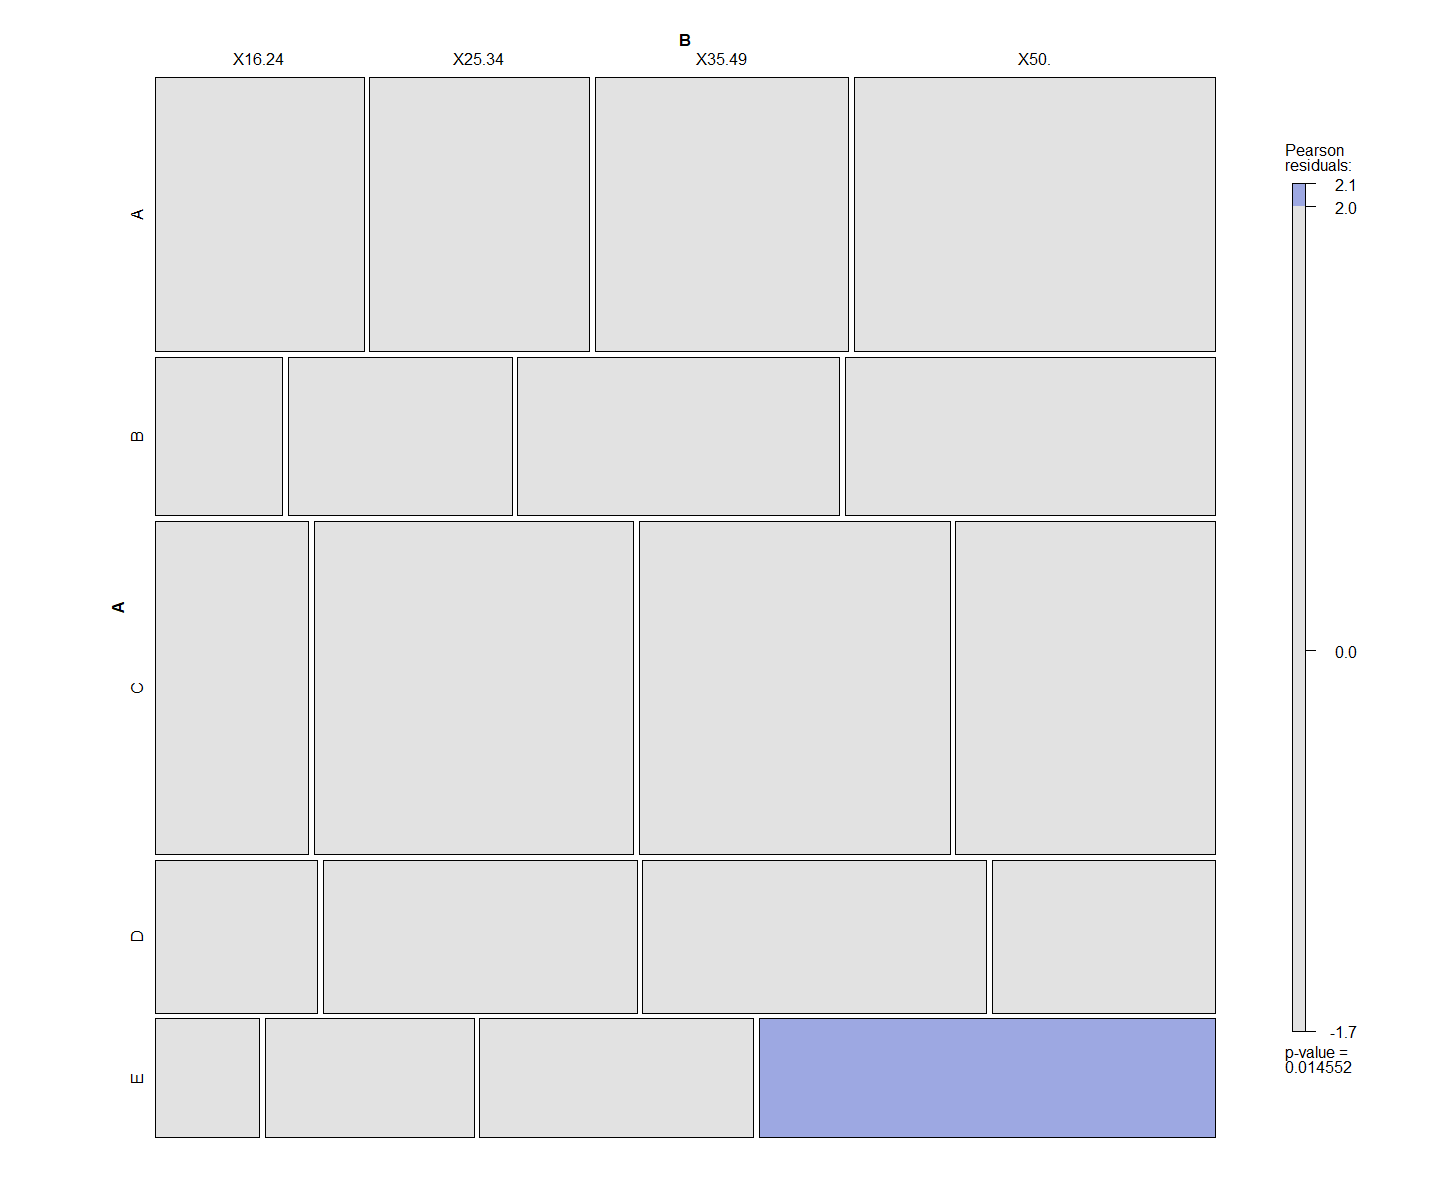 B
X16.24 X25.34 X35.49 X50.
A
B
A
C
D
E
Pearson
residuals:
2.1
2.0
0.0
-1.7
p-value =
0.014552